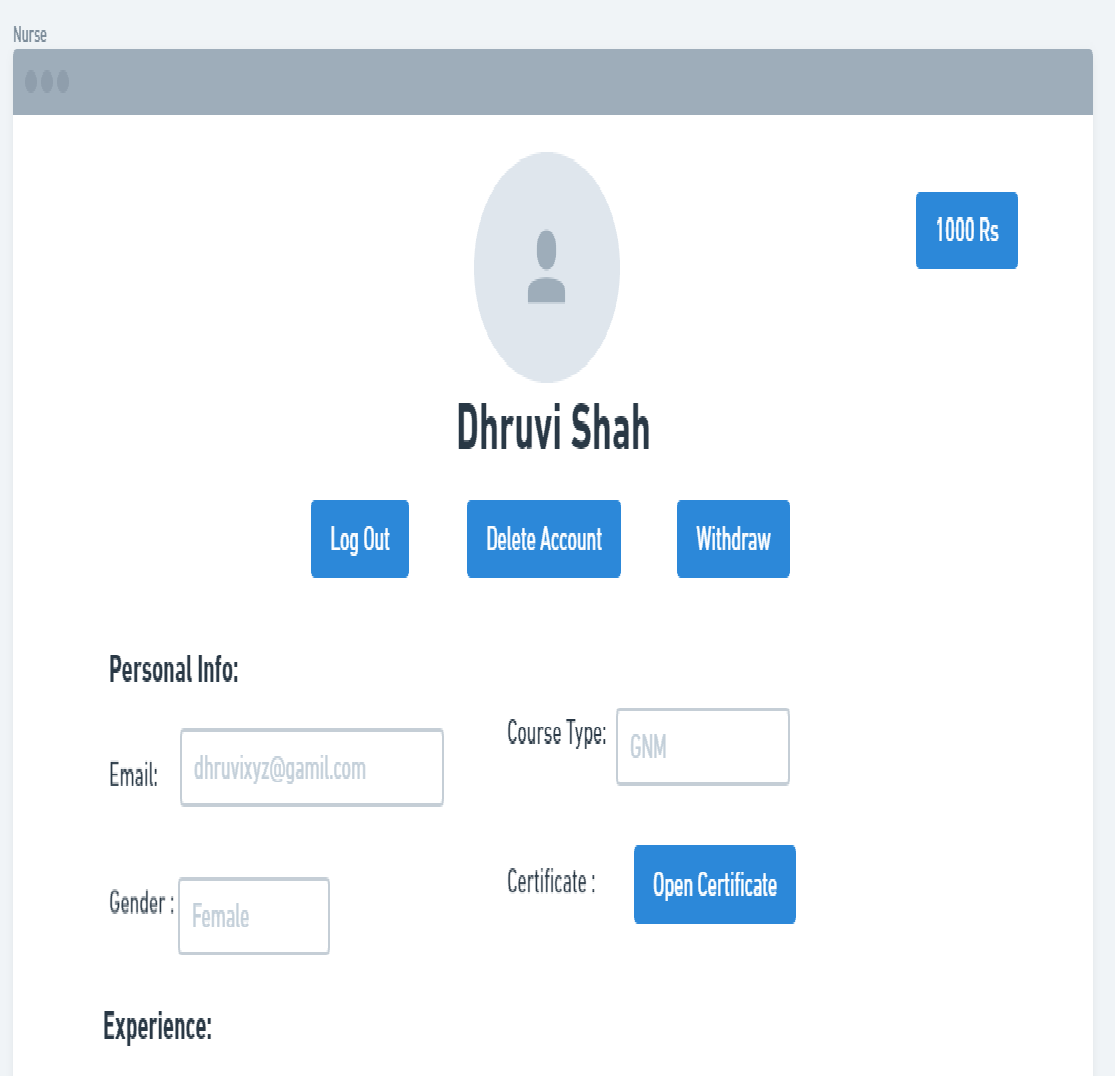 Nurse
1000 Rs
Dhruvi Shah
Log Out
Delete Account
Withdraw
Personal Info:
Email:
dhruvixyz@gamil.com
Course Type:
GNM
Gender :
Female
Certificate :
Open Certificate
Experience: